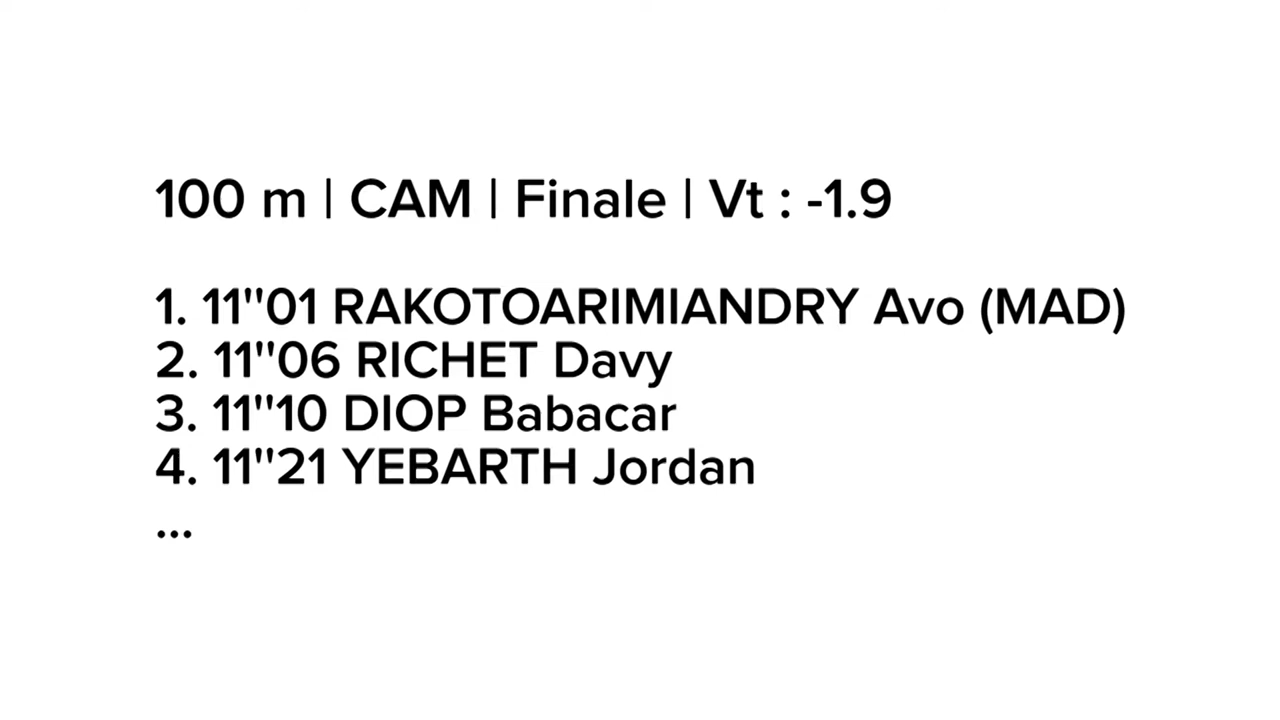 100 m | CAM | Finale | Vt : -1.9
1. 11''01 RAKOTOARIMIANDRY Avo (MAD)
2. 11''06 RICHET Davy
3. 11''10 DIOP Babacar
4. 11''21 YEBARTH Jordan
...